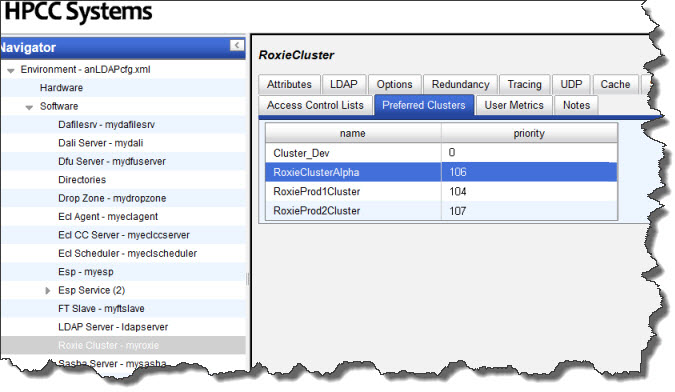 HPCC Systems
Navigator
Environment - anLDAPcfg.xml
Hardware
Software
Dafilesrv - mydafilesrv
Dali Server - mydali
Dfu Server - mydfuserver
Directories
Drop Zone - mydropzone
Ecl Agent - myeclagent
Ecl CC Server - myeclccserver
Ecl Scheduler - myeclscheduler
Esp - myesp
Esp Service (2)
FT Slave - myftslave
LDAP Server - ldapserver
Roxie Cluster - myroxie
Sasha Server - mysasha
RoxieCluster
Attributes LDAP Options Redundancy Tracing UDP Cache
Access Control Lists Preferred Clusters User Metrics Notes
name priority
Cluster_Dev 0
RoxieClusterAlpha 106
RoxieProd1Cluster 104
RoxieProd2Cluster 107